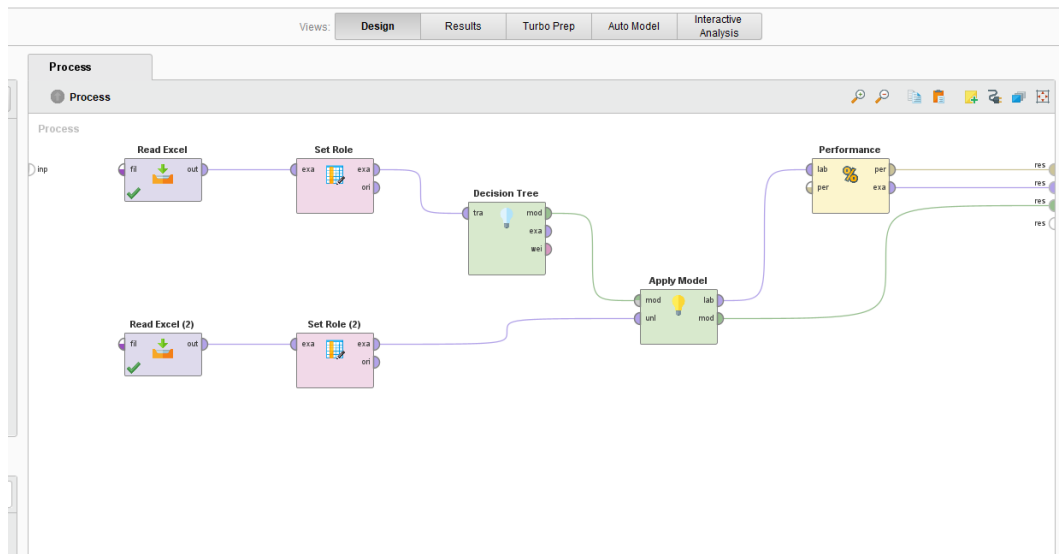 Views:
Design
Results
Turbo Prep
Auto Model
Interactive
Analysis
Process
Process
Process
inp
Read Excel
fil
out
Set Role
exa
exa
ori
Decision Tree
tra
mod
exa
wei
Performance
lab
per
per
exa
res
res
res
res
Apply Model
mod
lab
unl
mod
Read Excel (2)
fil
out
Set Role (2)
exa
exa
ori